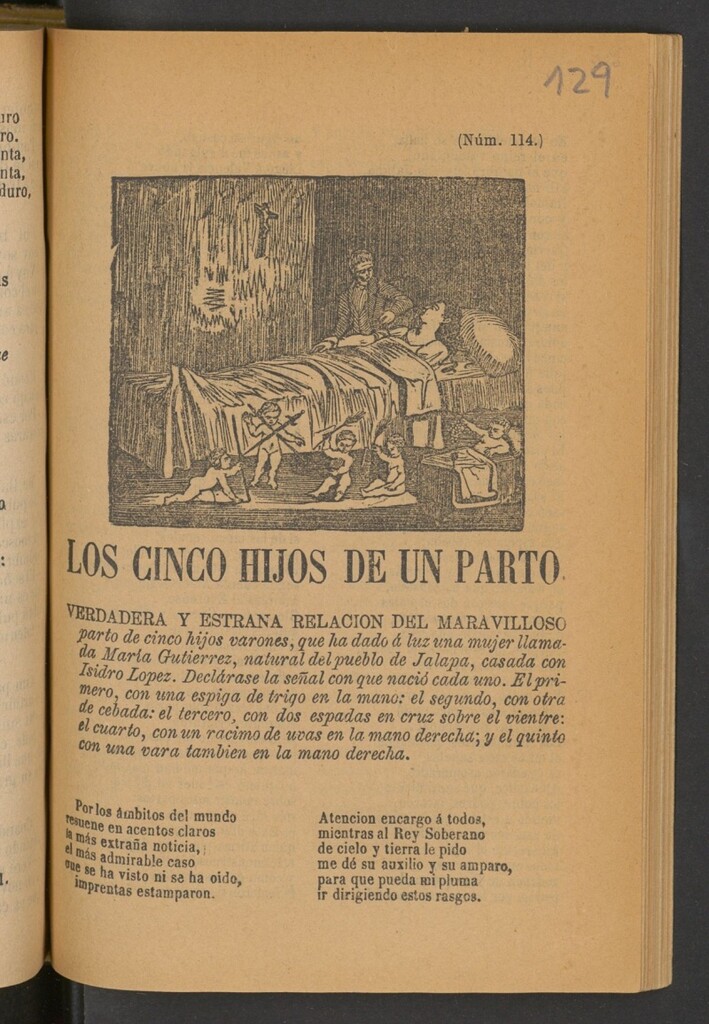 uro
ro.
nta,
nta,
duro,
s
e
:
129
(Núm. 114.)
LOS CINCO HIJOS DE UN PARTO.
VERDADERA Y ESTRANA RELACION DEL MARAVILLOSO
parto de cinco hijos varones, que ha dado á luz una mujer llama-
da María Gutierrez, natural del pueblo de Jalapa, casada con
Isidro Lopez. Declárase la señal con que nació cada uno. El pri-
mero, con una espiga de trigo en la mano: el segundo, con otra
de cebada: el tercero, con dos espadas en cruz sobre el vientre:
el cuarto, con un racimo de uvas en la mano derecha; y el quinto
con una vara tambien en la mano derecha.
Por los ámbitos del mundo
resuene en acentos claros
la más extraña noticia,
el más admirable caso
que se ha visto ni se ha oido,
imprentas estamparon.
Atencion encargo á todos,
mientras al Rey Soberano
de cielo y tierra le pido
me dé su auxilio y su amparo,
para que pueda mi pluma
ir dirigiendo estos rasgos.